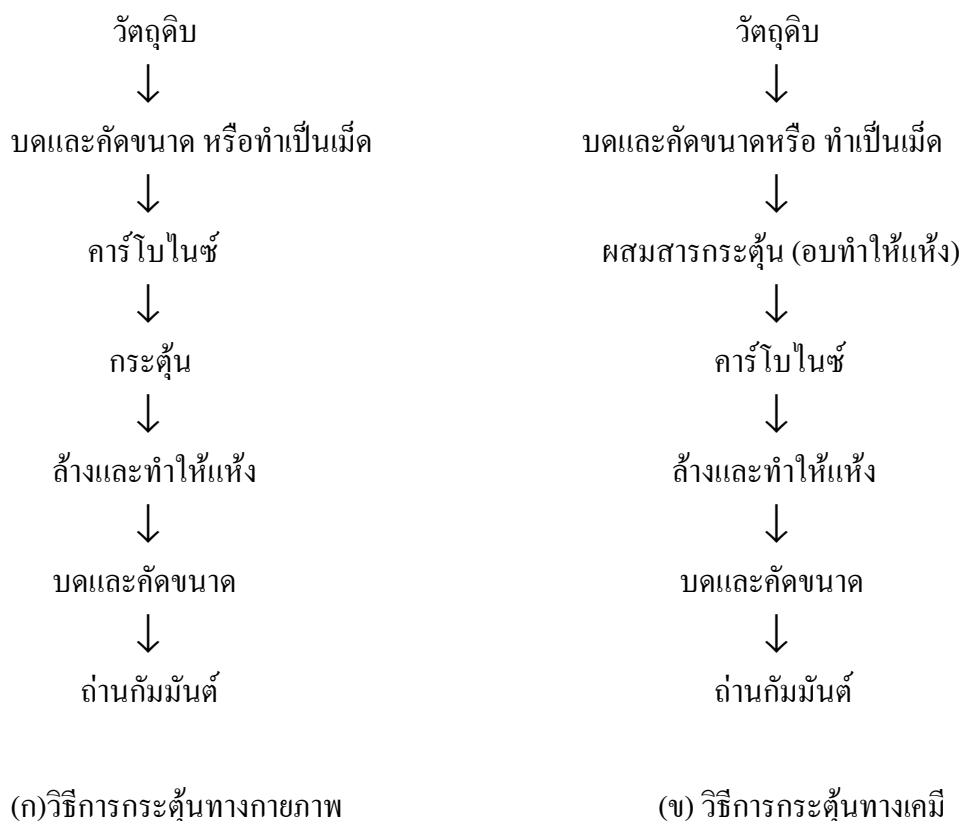 วัตถุดิบ
↓
บดและคัดขนาด หรือทำเป็นเม็ด
↓
คาร์โบไนซ์
↓
กระตุ้น
↓
ล้างและทำให้แห้ง
↓
บดและคัดขนาด
↓
ถ่านกัมมันต์
(ก)วิธีการกระตุ้นทางกายภาพ
วัตถุดิบ
↓
บดและคัดขนาดหรือ ทำเป็นเม็ด
↓
ผสมสารกระตุ้น (อบทำให้แห้ง)
↓
คาร์โบไนซ์
↓
ล้างและทำให้แห้ง
↓
บดและคัดขนาด
↓
ถ่านกัมมันต์
(ข) วิธีการกระตุ้นทางเคมี